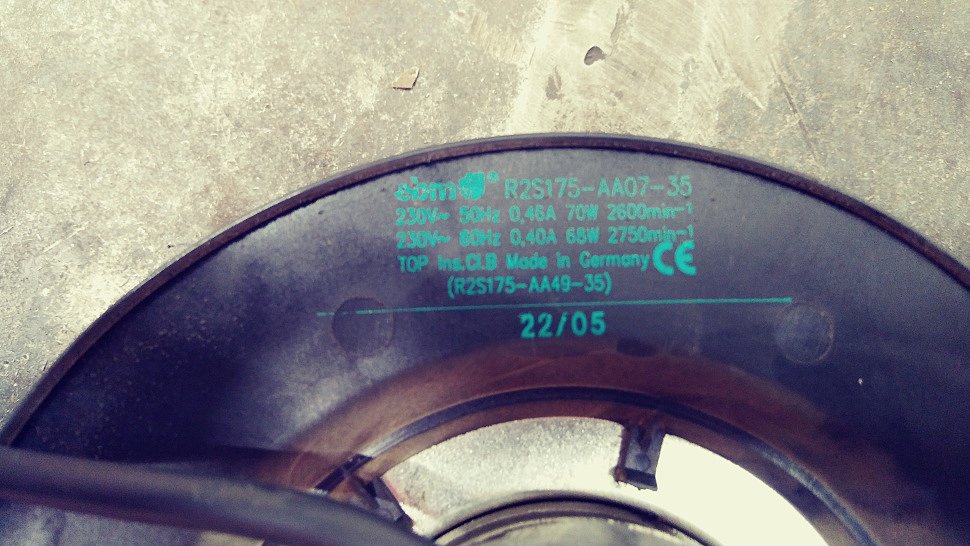 ebm® R2S175-AA07-35
230V~ 50Hz 0,46A 70W 2600min⁻¹
230V~ 60Hz 0,40A 68W 2750min⁻¹
TOP Ins.Cl.B Made in Germany CE
(R2S175-AA49-35)
22/05